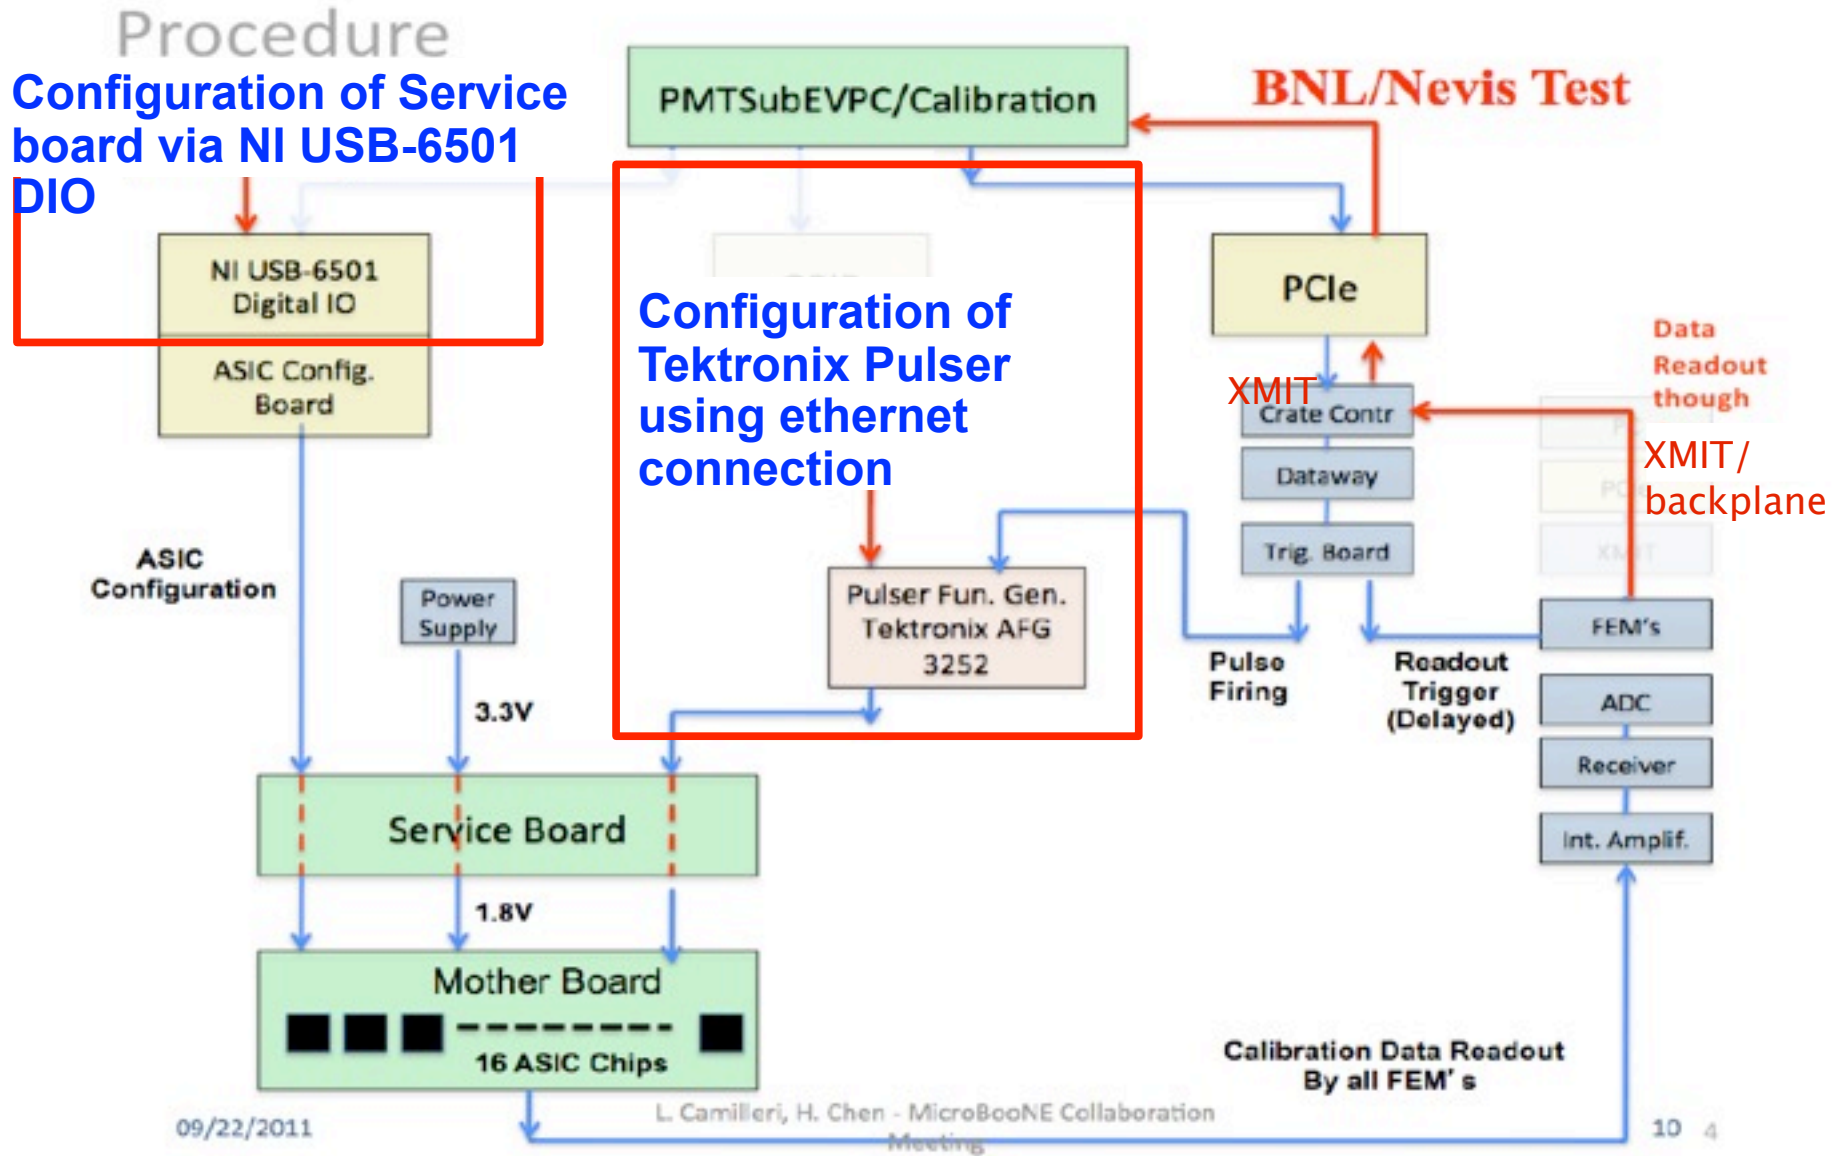 Procedure
Configuration of Service
board via NI USB-6501
DIO
PMTSubEVPC/Calibration
BNL/Nevis Test
NI USB-6501
Digital IO
ASIC Config.
Board
Configuration of
Tektronix Pulser
using ethernet
connection
PCIe
Data
Readout
though
XMIT
Crate Contr
XMIT/
backplane
Dataway
Trig. Board
XMIT
ASIC
Configuration
Power
Supply
Pulser Fun. Gen.
Tektronix AFG
3252
FEM's
Pulse
Firing
Readout
Trigger
(Delayed)
ADC
3.3V
Receiver
Service Board
Int. Amplif.
1.8V
Mother Board
16 ASIC Chips
Calibration Data Readout
By all FEM's
09/22/2011
L. Camilleri, H. Chen - MicroBooNE Collaboration
Meeting
10
4